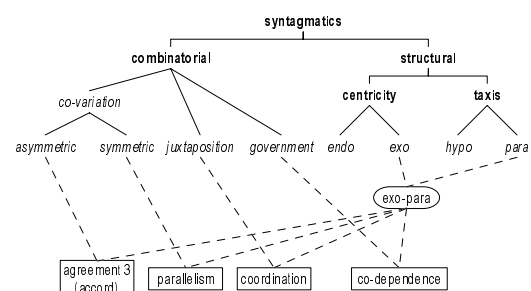 syntagmatics
combinatorial structural
co-variation centricity taxis
asymmetric symmetric juxtaposition government endo exo hypo para
exo-para
agreement 3
(accord)
parallelism coordination co-dependence